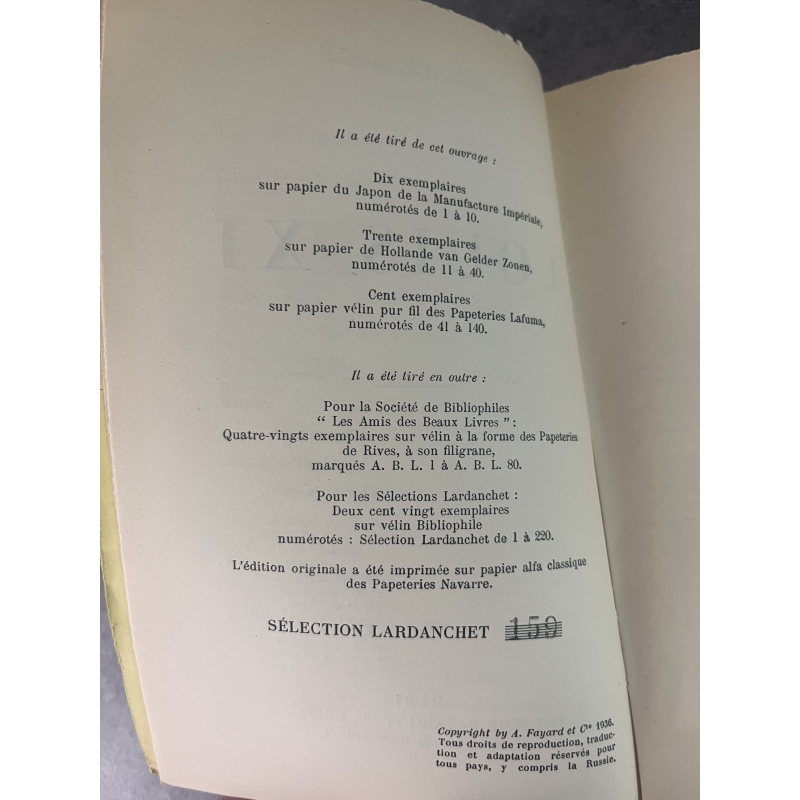 Il a été tiré de cet ouvrage :
Dix exemplaires
sur papier du Japon de la Manufacture Impériale,
numérotés de 1 à 10.
Trente exemplaires
sur papier de Hollande van Gelder Zonen,
numérotés de 11 à 40.
Cent exemplaires
sur papier vélin pur fil des Papeteries Lafuma,
numérotés de 41 à 140.
Il a été tiré en outre :
Pour la Société de Bibliophiles
“ Les Amis des Beaux Livres ” :
Quatre-vingts exemplaires sur vélin à la forme des Papeteries
de Rives, à son filigrane,
marqués A. B. L. 1 à A. B. L. 80.
Pour les Sélections Lardanchet :
Deux cent vingt exemplaires
sur vélin Bibliophile
numérotés : Sélection Lardanchet de 1 à 220.
L'édition originale a été imprimée sur papier alfa classique
des Papeteries Navarre.
SÉLECTION LARDANCHET 159
Copyright by A. Fayard et Cie 1936.
Tous droits de reproduction, traduc-
tion et adaptation réservés pour
tous pays, y compris la Russie.